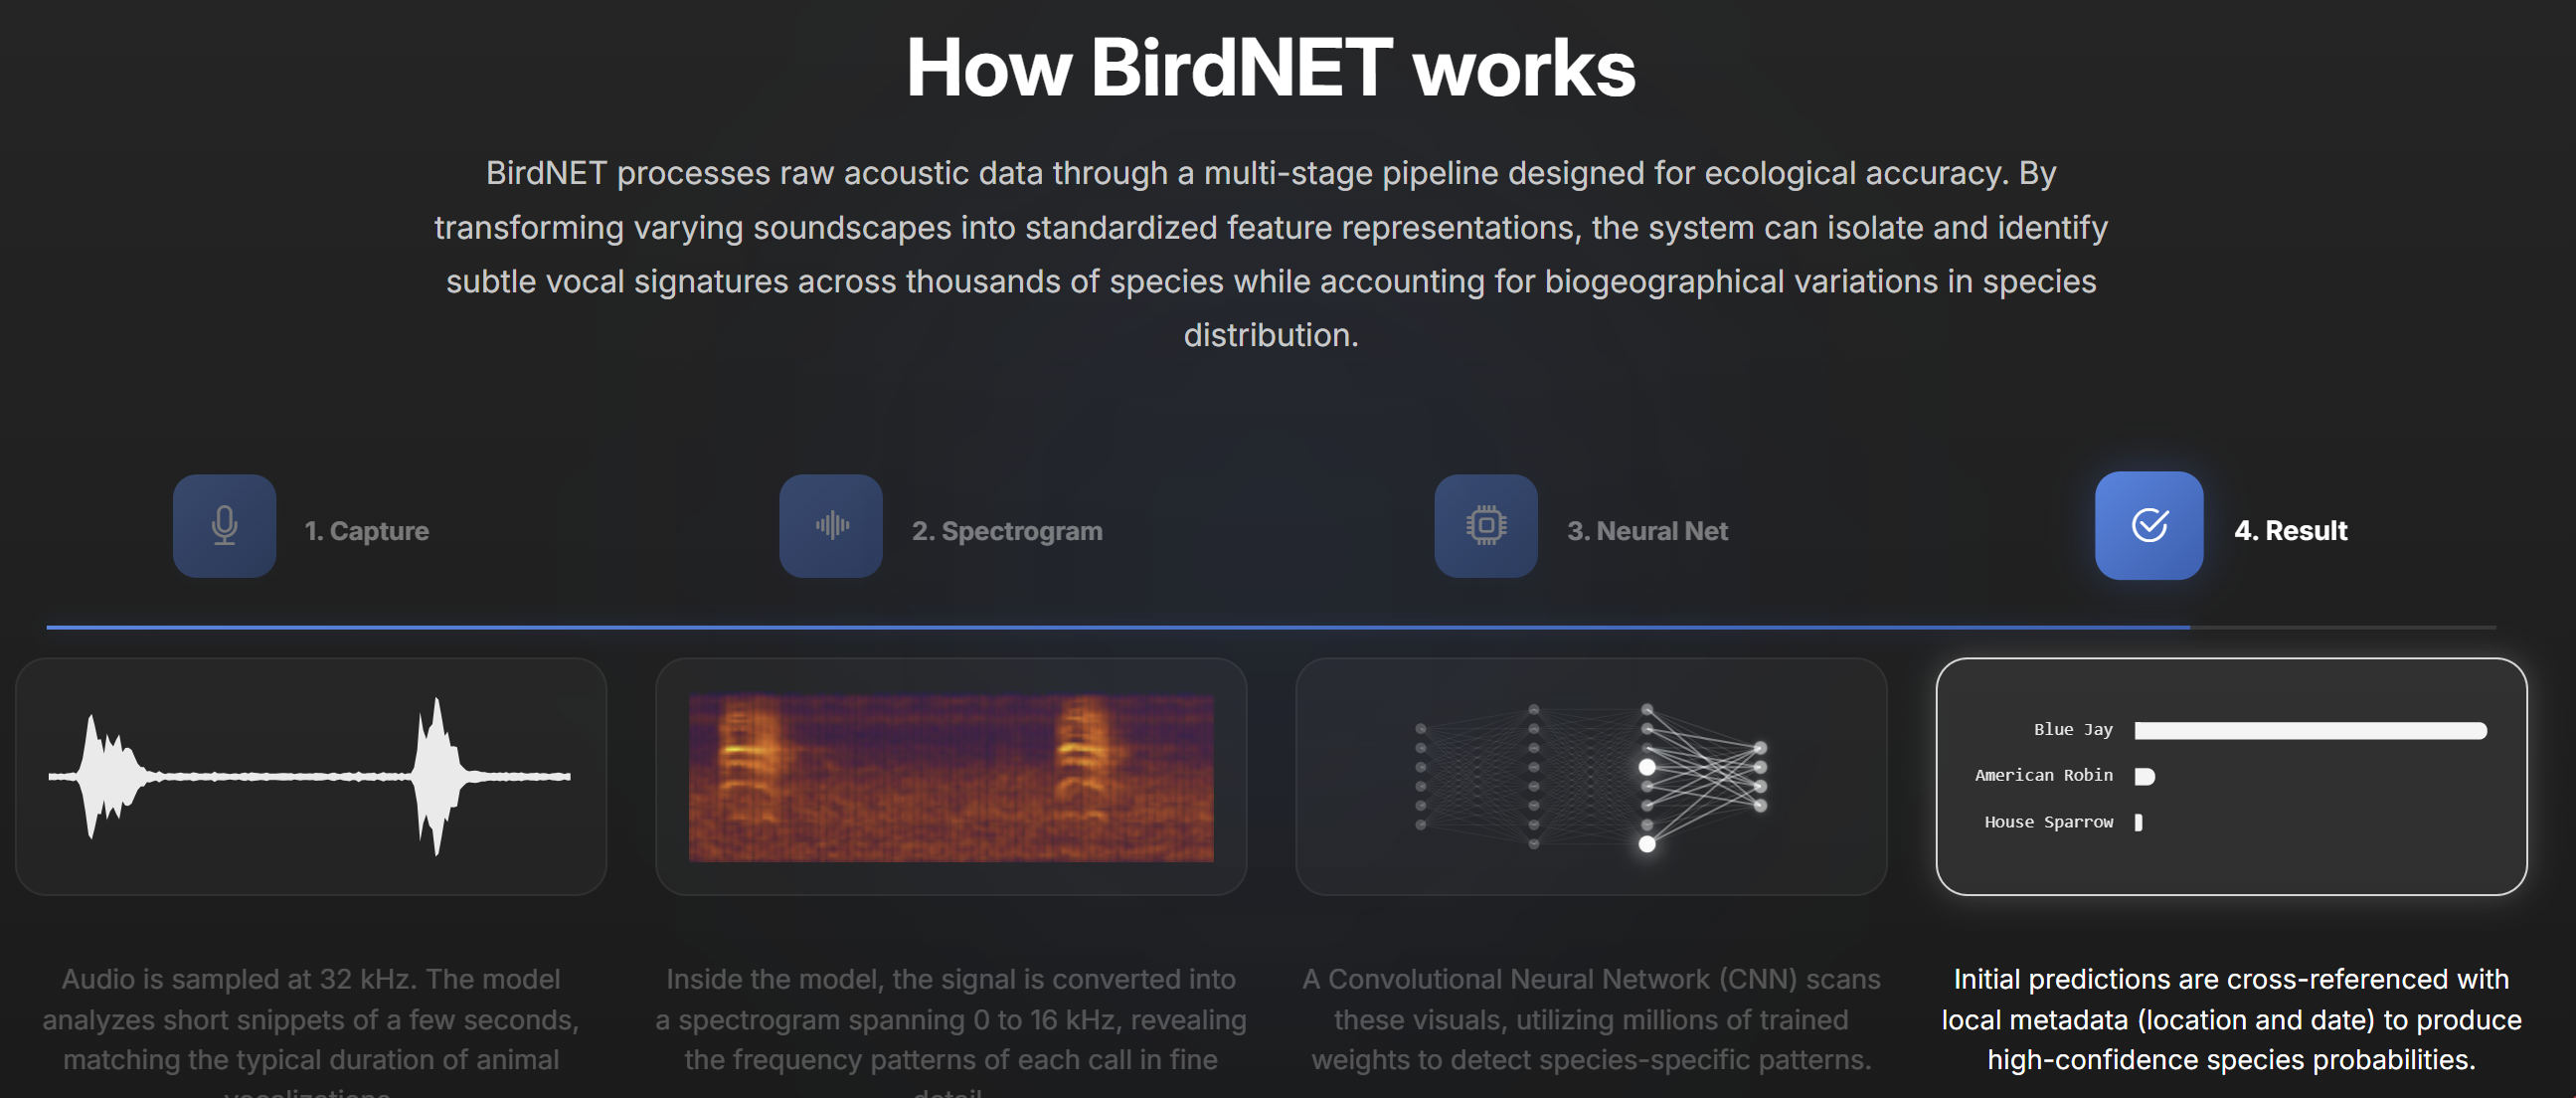 How BirdNET works
BirdNET processes raw acoustic data through a multi-stage pipeline designed for ecological accuracy. By
transforming varying soundscapes into standardized feature representations, the system can isolate and identify
subtle vocal signatures across thousands of species while accounting for biogeographical variations in species
distribution.
1. Capture
2. Spectrogram
3. Neural Net
4. Result
Blue Jay
American Robin
House Sparrow
Audio is sampled at 32 kHz. The model
analyzes short snippets of a few seconds,
matching the typical duration of animal
Inside the model, the signal is converted into
a spectrogram spanning 0 to 16 kHz, revealing
the frequency patterns of each call in fine
detail
A Convolutional Neural Network (CNN) scans
these visuals, utilizing millions of trained
weights to detect species-specific patterns.
Initial predictions are cross-referenced with
local metadata (location and date) to produce
high-confidence species probabilities.